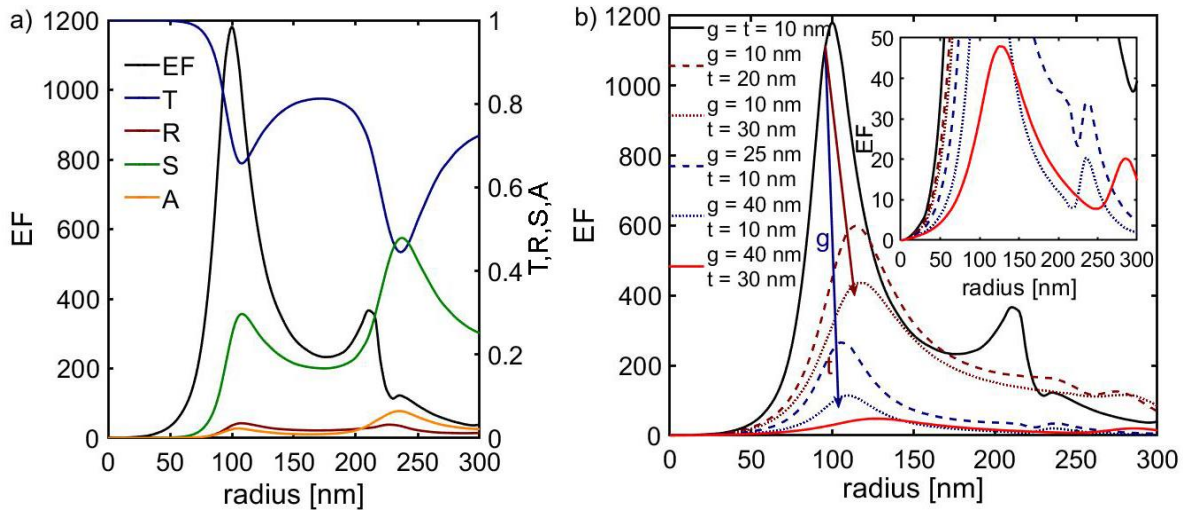 a)
1200
1000
800
600
400
200
0
EF
EF
T
R
S
A
1
0.8
0.6
0.4
0.2
0
T,R,S,A
0 50 100 150 200 250 300
radius [nm]
b)
1200
1000
800
600
400
200
0
EF
g = t = 10 nm
g = 10 nm
t = 20 nm
g = 10 nm
t = 30 nm
g = 25 nm
t = 10 nm
g = 40 nm
t = 10 nm
g = 40 nm
t = 30 nm
g
t
50
40
30
20
10
0
EF
0 50 100 150 200 250 300
radius [nm]
0 50 100 150 200 250 300
radius [nm]